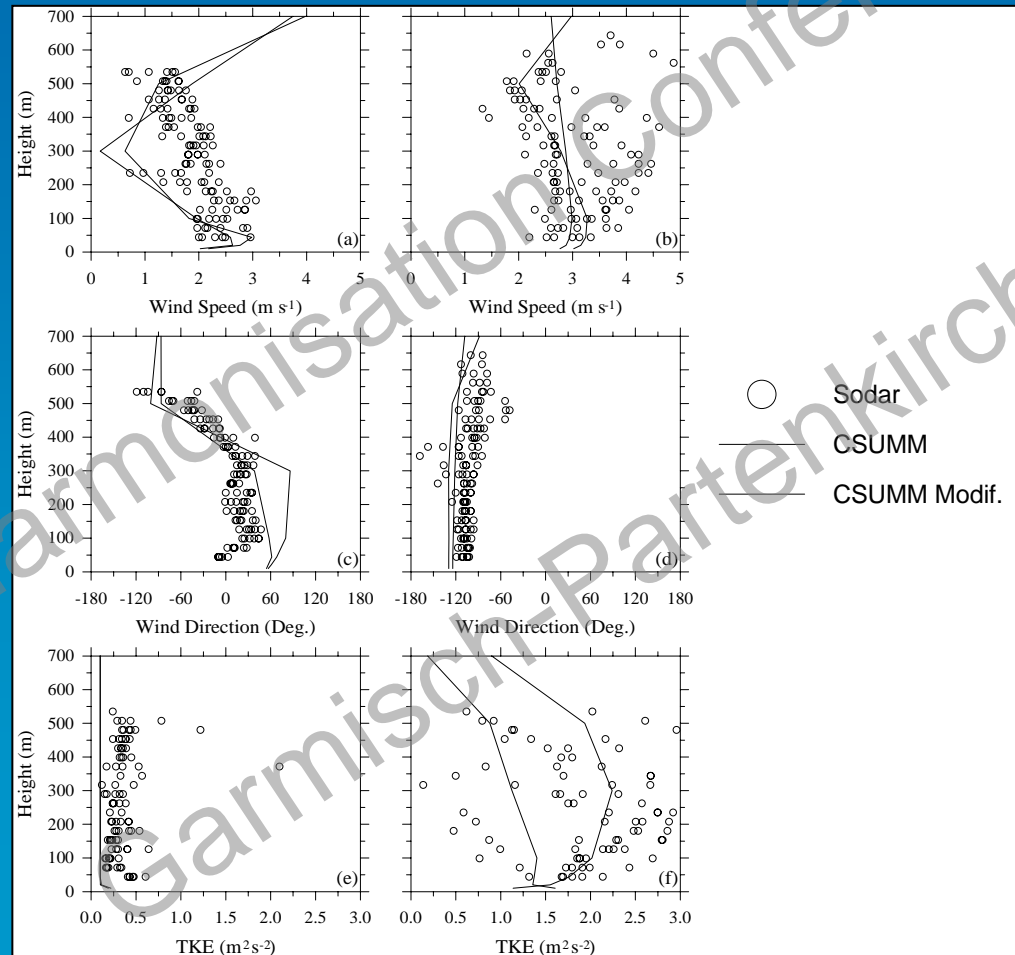 700
600
500
400
300
200
100
0
Height (m)
0 1 2 3 4 5
Wind Speed (m s-1)
(a)
1 2 3 4 5
Wind Speed (m s-1)
(b)
700
600
500
400
300
200
100
0
Height (m)
-180 -120 -60 0 60 120 180
Wind Direction (Deg.)
(c)
-180 -120 -60 0 60 120 180
Wind Direction (Deg.)
(d)
Sodar
CSUMM
CSUMM Modif.
700
600
500
400
300
200
100
0
Height (m)
0.0 0.5 1.0 1.5 2.0 2.5 3.0
TKE (m2s-2)
(e)
0.0 0.5 1.0 1.5 2.0 2.5 3.0
TKE (m2s-2)
(f)
armonisation Conferen
Garmisch-Partenkirch